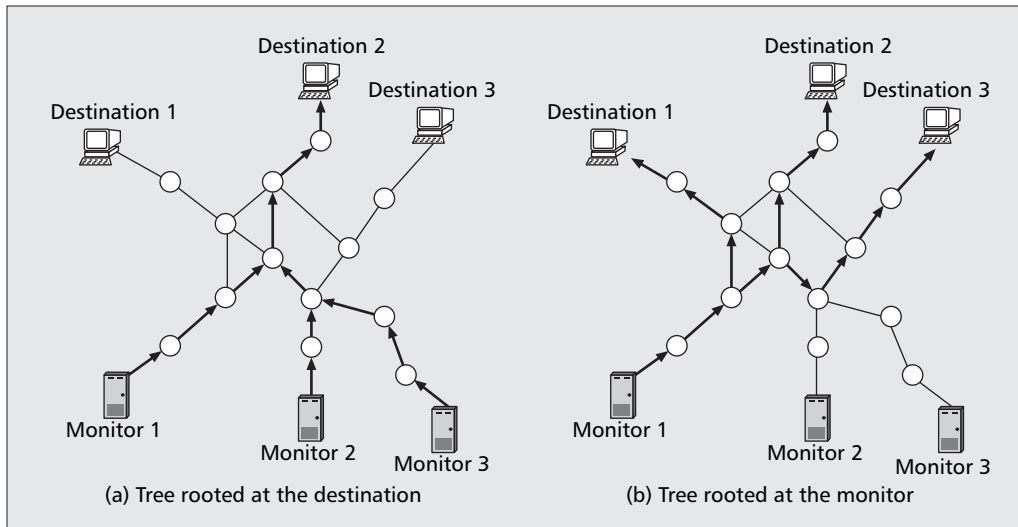 Destination 2
Destination 3
Destination 1
Monitor 1
Monitor 2
Monitor 3
(a) Tree rooted at the destination
Destination 2
Destination 3
Destination 1
Monitor 1
Monitor 2
Monitor 3
(b) Tree rooted at the monitor